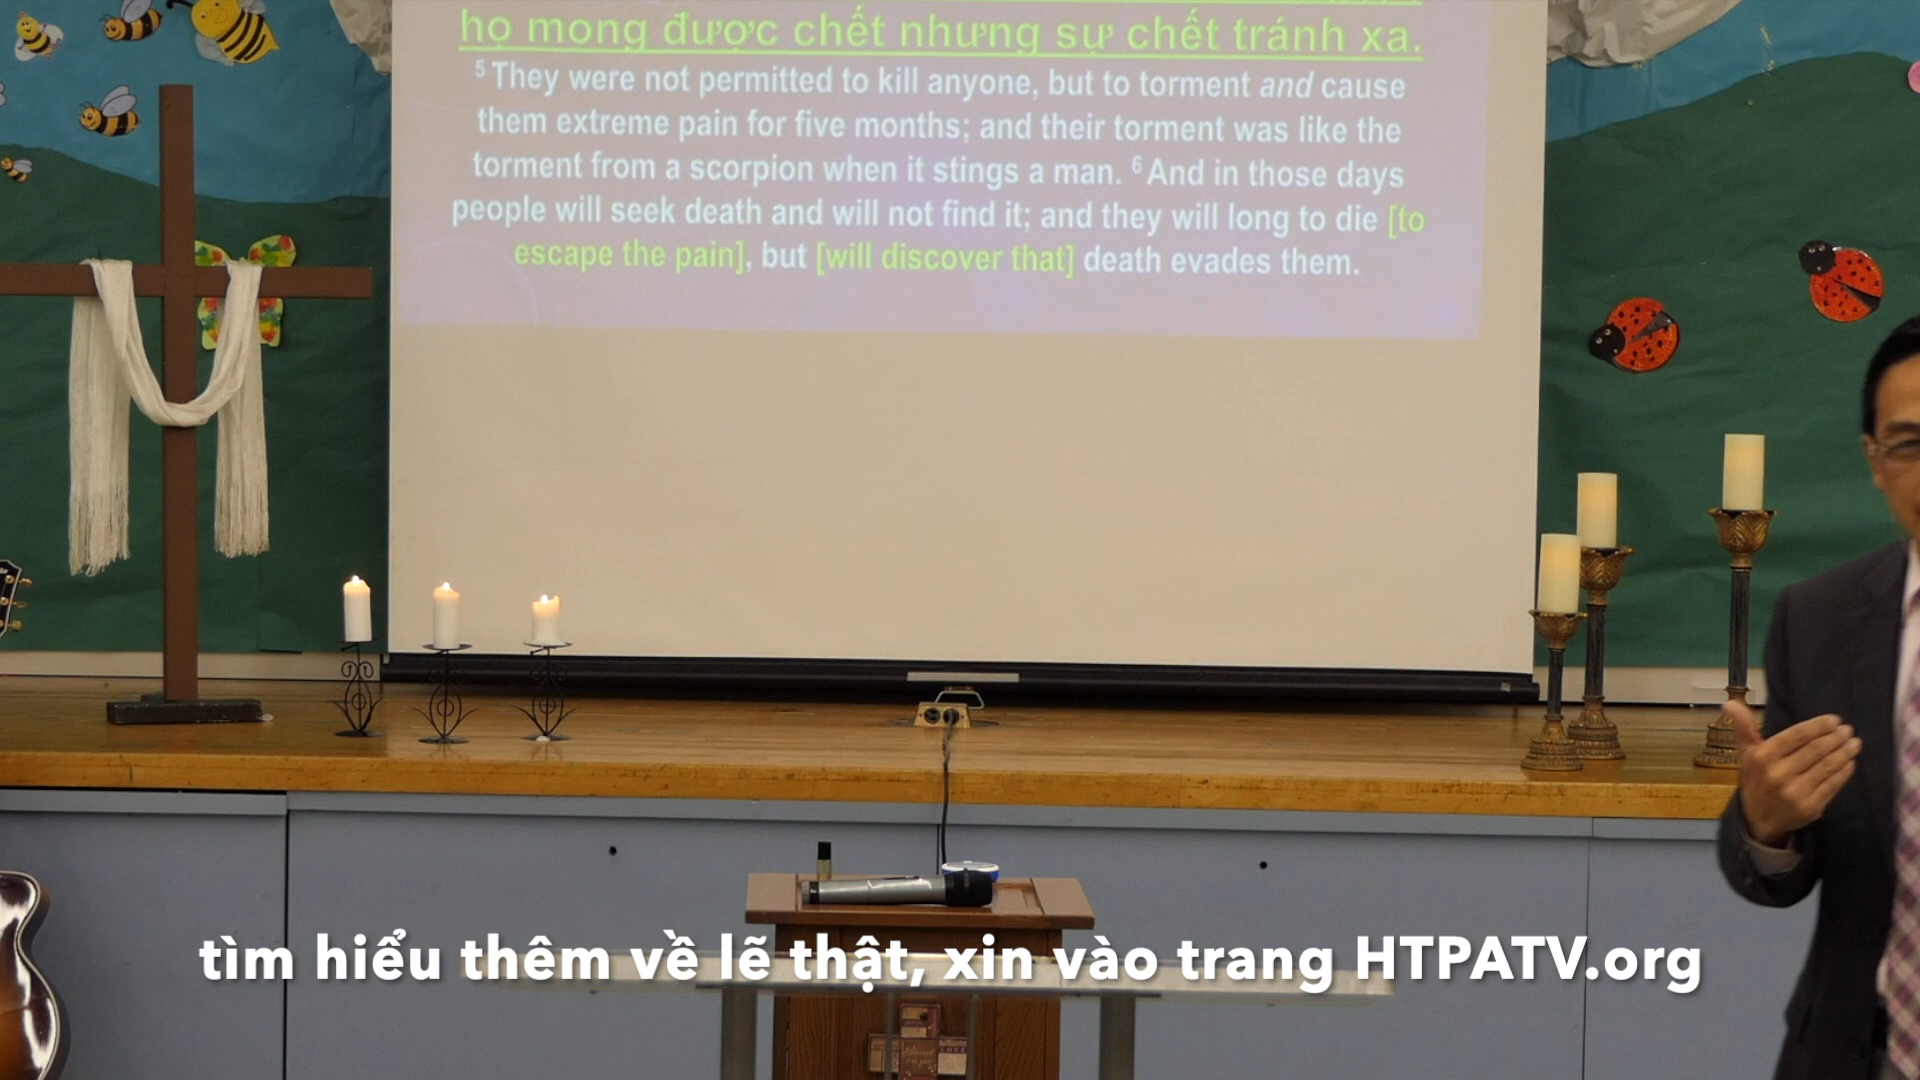 họ mong được chết nhưng sự chết tránh xa.
5 They were not permitted to kill anyone, but to torment and cause
them extreme pain for five months; and their torment was like the
torment from a scorpion when it stings a man. 6 And in those days
people will seek death and will not find it; and they will long to die [to
escape the pain], but [will discover that] death evades them.
tìm hiểu thêm về lẽ thật, xin vào trang HTPATV.org
LOVE